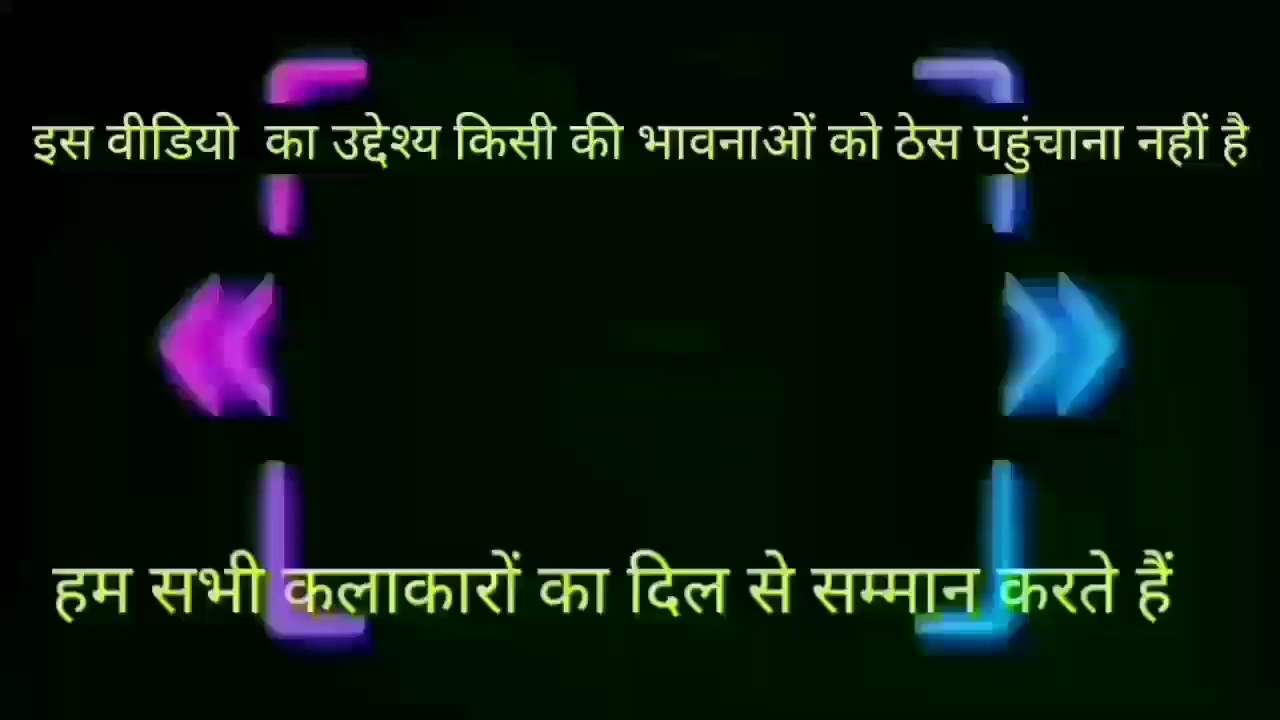 इस वीडियो का उद्देश्य किसी की भावनाओं को ठेस पहुंचाना नहीं है
हम सभी कलाकारों का दिल से सम्मान करते हैं